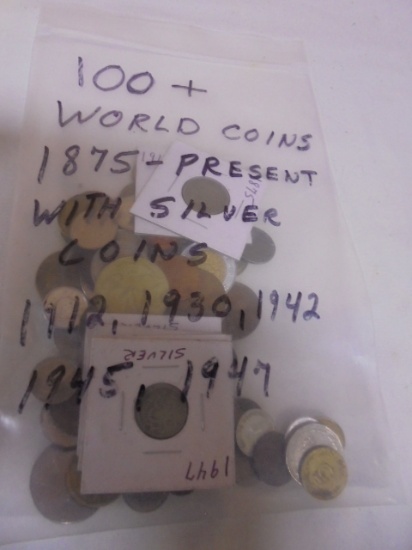 100 +
WORLD COINS
1875 - PRESENT
WITH SILVER
COINS
1912, 1930, 1942
1945, 1947
SILVER
1947